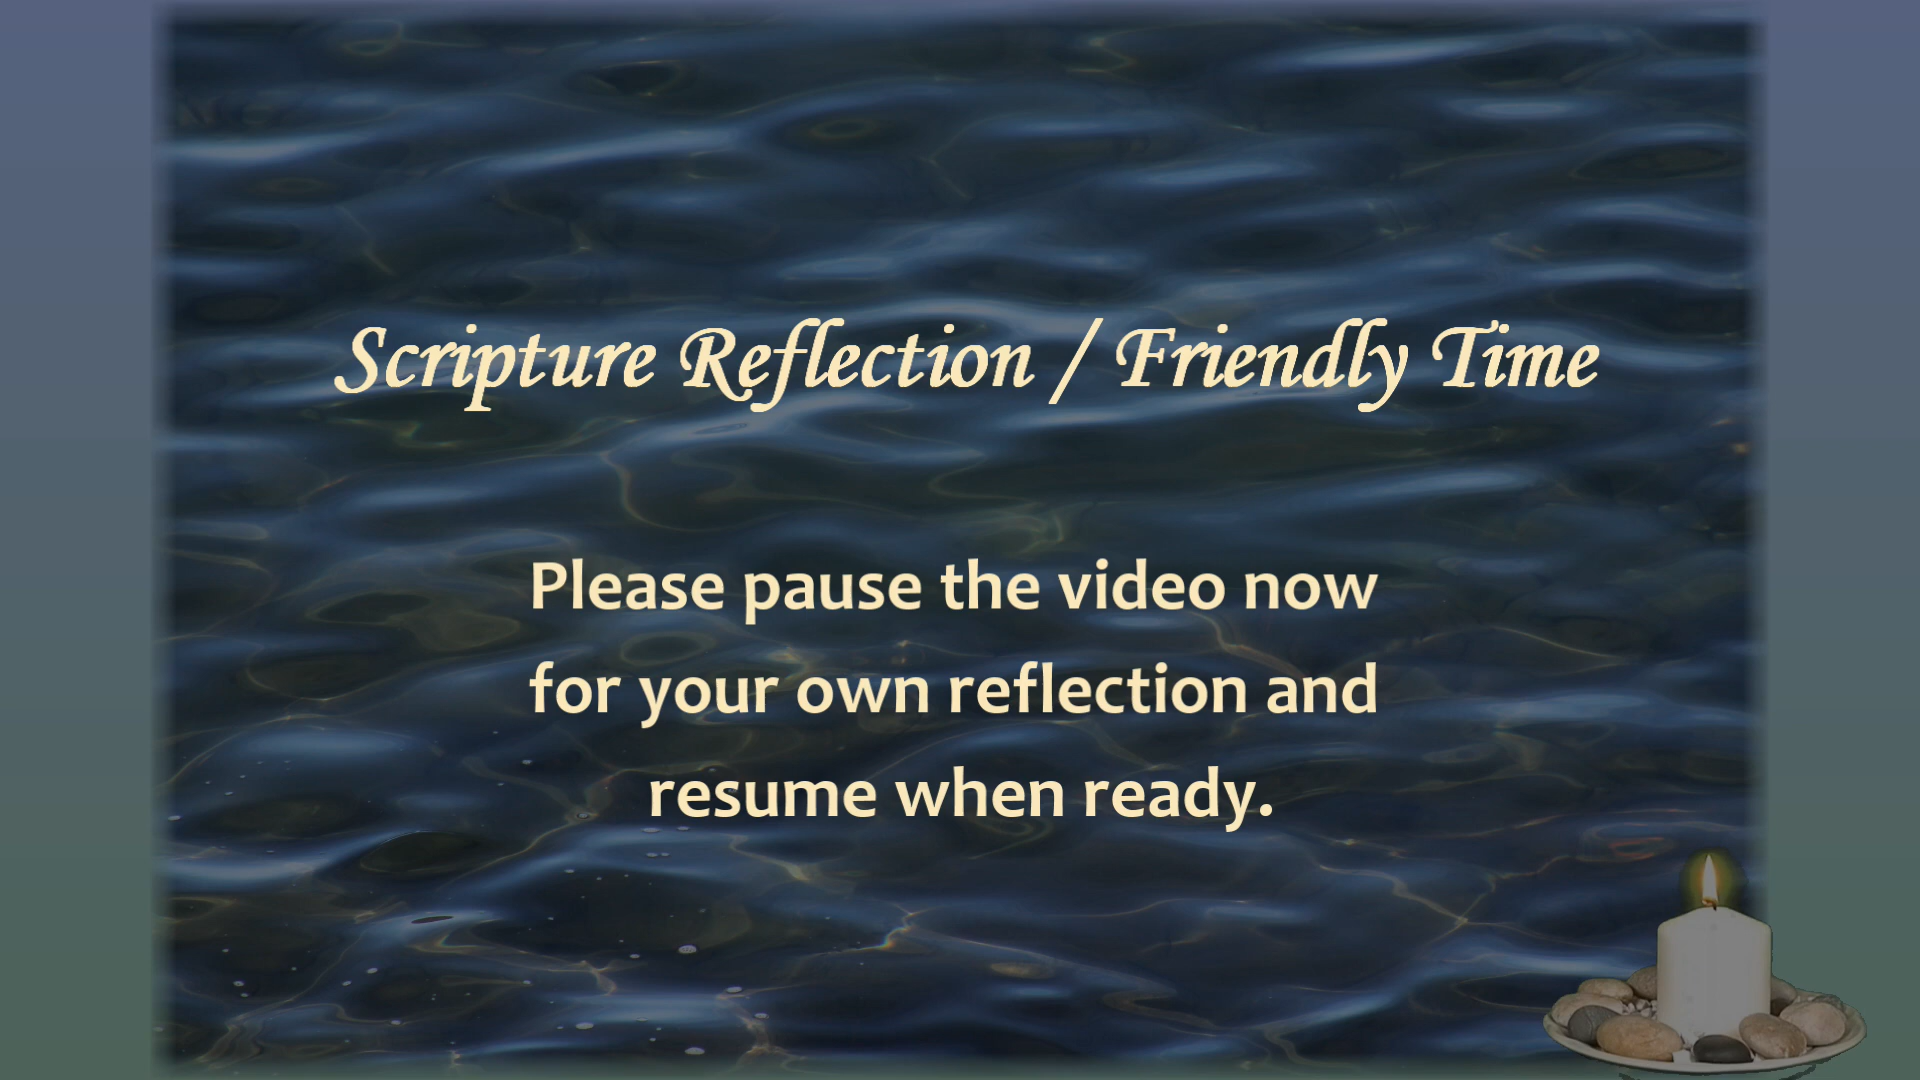 Scripture Reflection / Friendly Time
Please pause the video now
for your own reflection and
resume when ready.